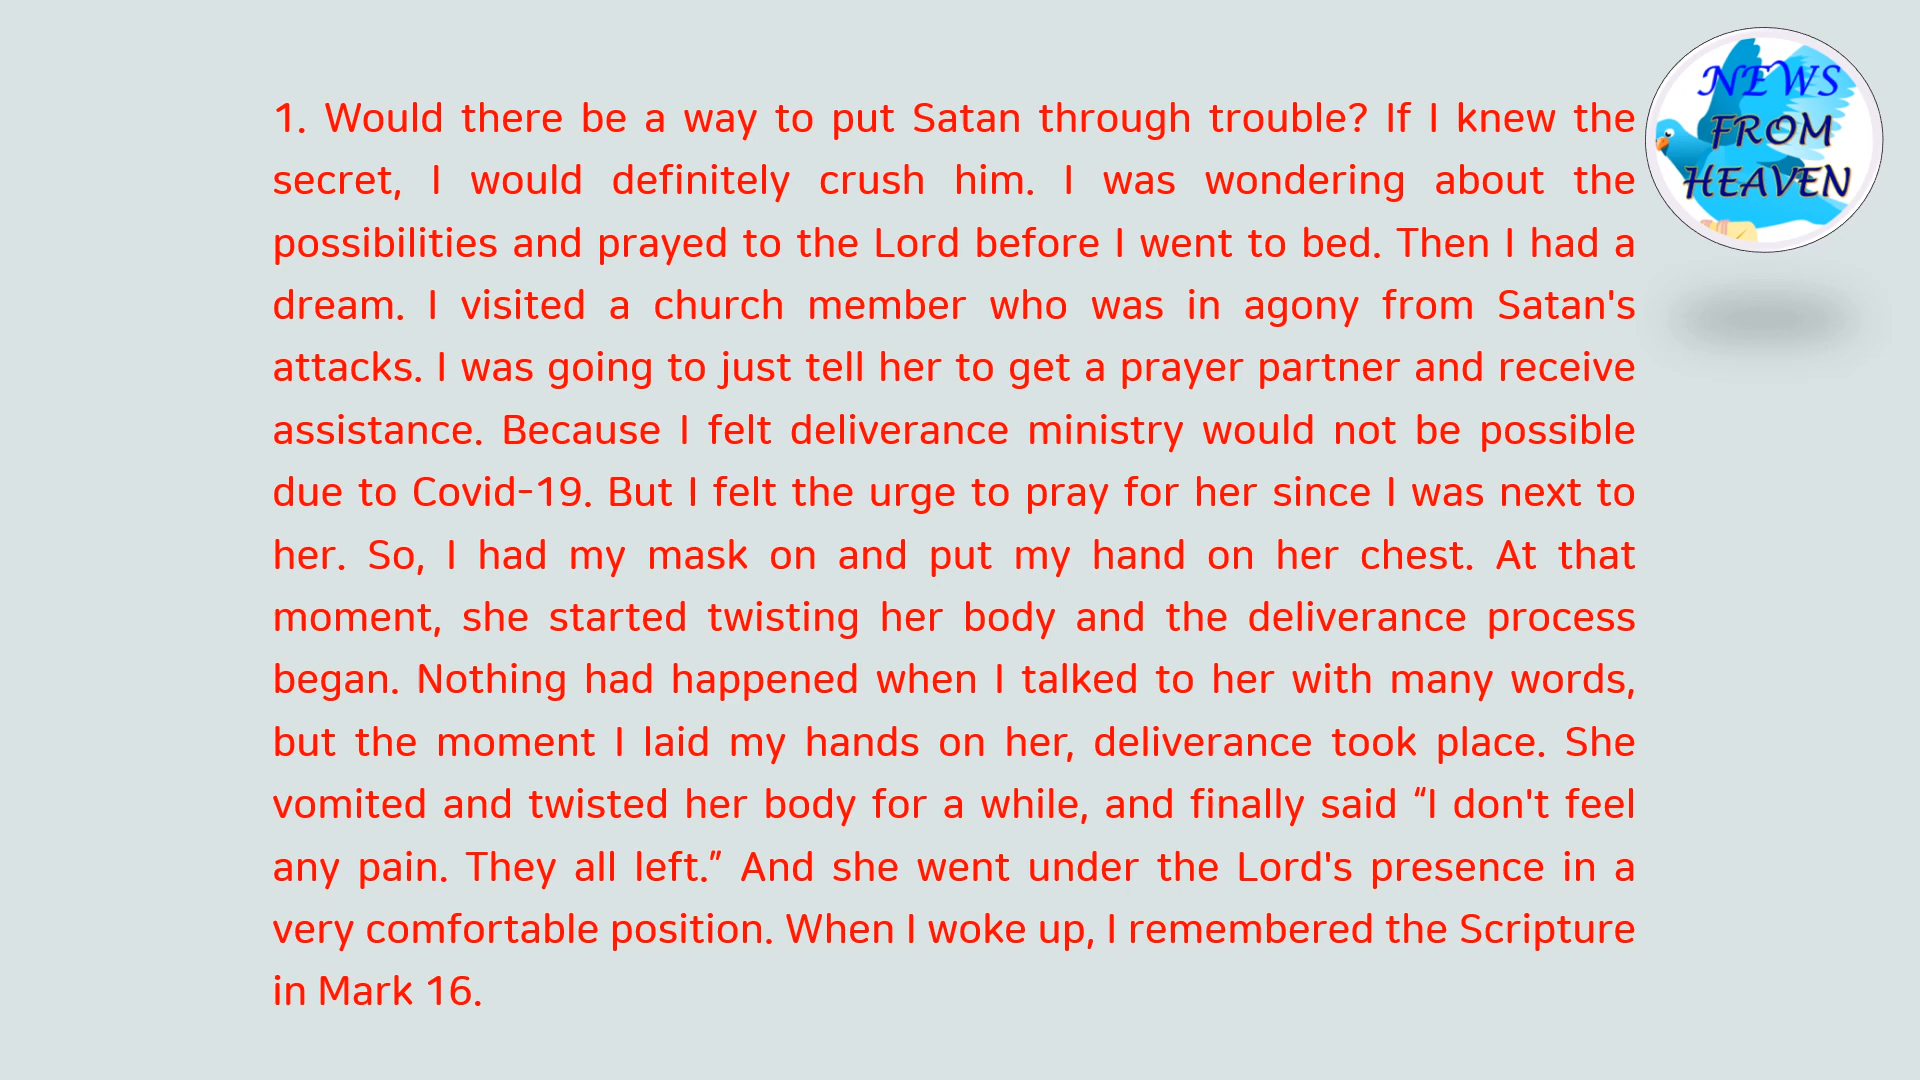 1. Would there be a way to put Satan through trouble? If I knew the
secret, I would definitely crush him. I was wondering about the
possibilities and prayed to the Lord before I went to bed. Then I had a
dream. I visited a church member who was in agony from Satan's
attacks. I was going to just tell her to get a prayer partner and receive
assistance. Because I felt deliverance ministry would not be possible
due to Covid-19. But I felt the urge to pray for her since I was next to
her. So, I had my mask on and put my hand on her chest. At that
moment, she started twisting her body and the deliverance process
began. Nothing had happened when I talked to her with many words,
but the moment I laid my hands on her, deliverance took place. She
vomited and twisted her body for a while, and finally said “I don't feel
any pain. They all left.” And she went under the Lord's presence in a
very comfortable position. When I woke up, I remembered the Scripture
in Mark 16.
NEWS
FROM
HEAVEN